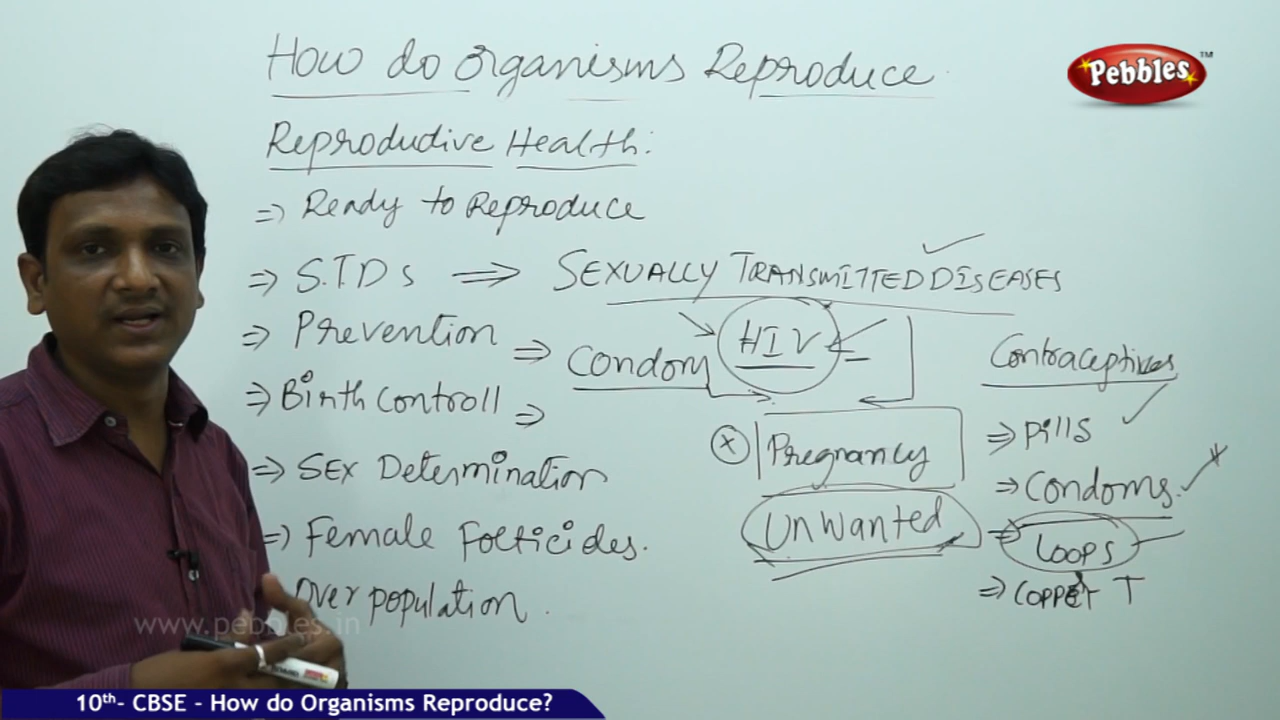 How do Organisms Reproduce
Pebbles™
Reproductive Health:
⇒ Ready to Reproduce
⇒ S.T.D s ⇒ SEXUALLY TRANSMITTED DISEASES
⇒ Prevention ⇒ Condom HIV
Contraceptives
⇒ Birth Controll ⇒
⇒ Pills
Pregnancy
⇒ SEX Determination
⇒ Condoms
UnWanted
⇒ Female Foeticides.
⇒ Loops
⇒ COPPER T
Over population.
www.pebbles.in
10th- CBSE - How do Organisms Reproduce?